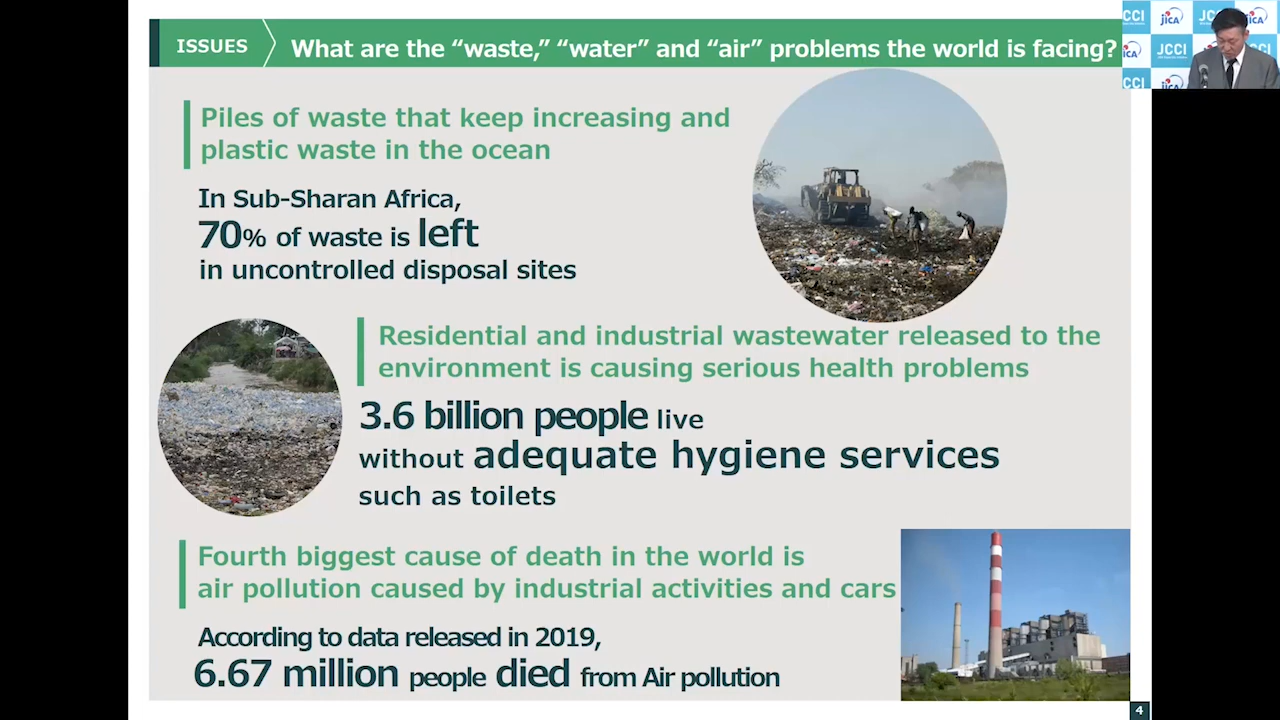 ISSUES
What are the “waste,” “water” and “air” problems the world is facing?
Piles of waste that keep increasing and
plastic waste in the ocean
In Sub-Sharan Africa,
70% of waste is left
in uncontrolled disposal sites
Residential and industrial wastewater released to the
environment is causing serious health problems
3.6 billion people live
without adequate hygiene services
such as toilets
Fourth biggest cause of death in the world is
air pollution caused by industrial activities and cars
According to data released in 2019,
6.67 million people died from Air pollution
4
JICA
JCCI
JICA